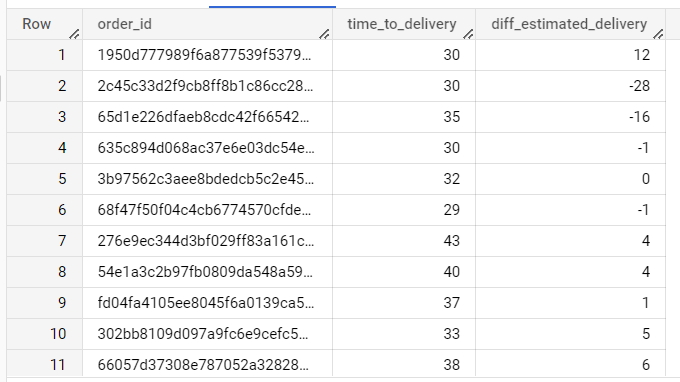 Row order_id time_to_delivery diff_estimated_delivery
1 1950d777989f6a877539f5379... 30 12
2 2c45c33d2f9cb8ff8b1c86cc28... 30 -28
3 65d1e226dfaeb8cdc42f66542... 35 -16
4 635c894d068ac37e6e03dc54e... 30 -1
5 3b97562c3aee8bdedcb5c2e45... 32 0
6 68f47f50f04c4cb6774570cfde... 29 -1
7 276e9ec344d3bf029ff83a161c... 43 4
8 54e1a3c2b97fb0809da548a59... 40 4
9 fd04fa4105ee8045f6a0139ca5... 37 1
10 302bb8109d097a9fc6e9cefc5... 33 5
11 66057d37308e787052a32828... 38 6